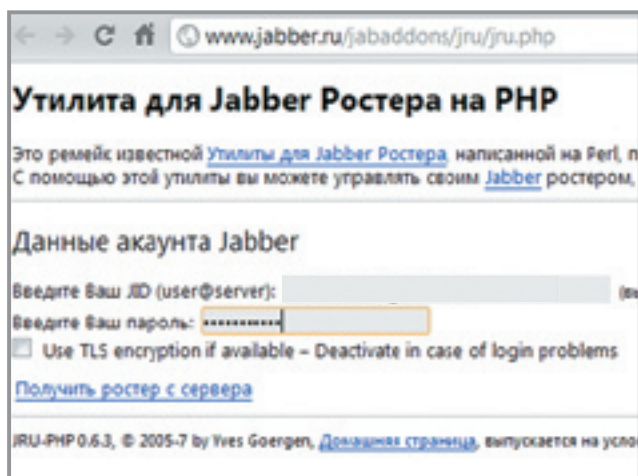 www.jabber.ru/jabaddons/jru/jru.php
Утилита для Jabber Ростера на PHP
Это ремейк известной Утилиты для Jabber Ростера, написанной на Perl, п
С помощью этой утилиты вы можете управлять своим Jabber ростером,
Данные акаунта Jabber
Введите Ваш JID (user@server): (вы
Введите Ваш пароль: •••••••••••
Use TLS encryption if available – Deactivate in case of login problems
Получить ростер с сервера
JRU-PHP 0.6.3, © 2005-7 by Yves Goergen, Домашняя страница, выпускается на усло